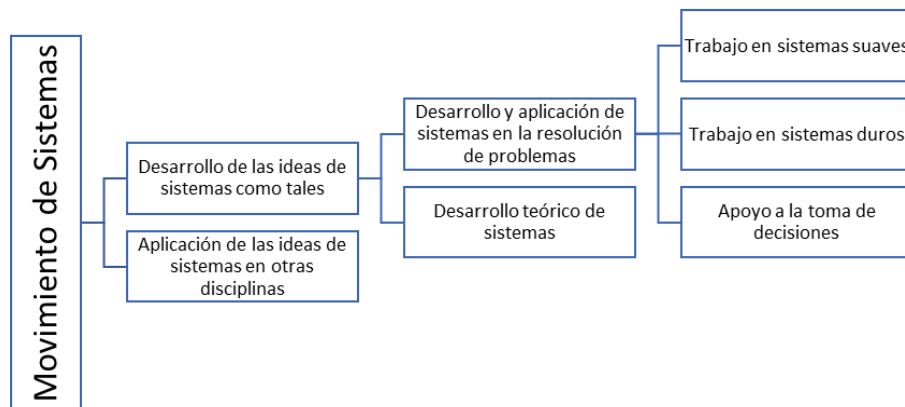 Movimiento de Sistemas
Desarrollo de las ideas de
sistemas como tales
Aplicación de las ideas de
sistemas en otras
disciplinas
Desarrollo y aplicación de
sistemas en la resolución
de problemas
Desarrollo teórico de
sistemas
Trabajo en sistemas suaves
Trabajo en sistemas duros
Apoyo a la toma de
decisiones